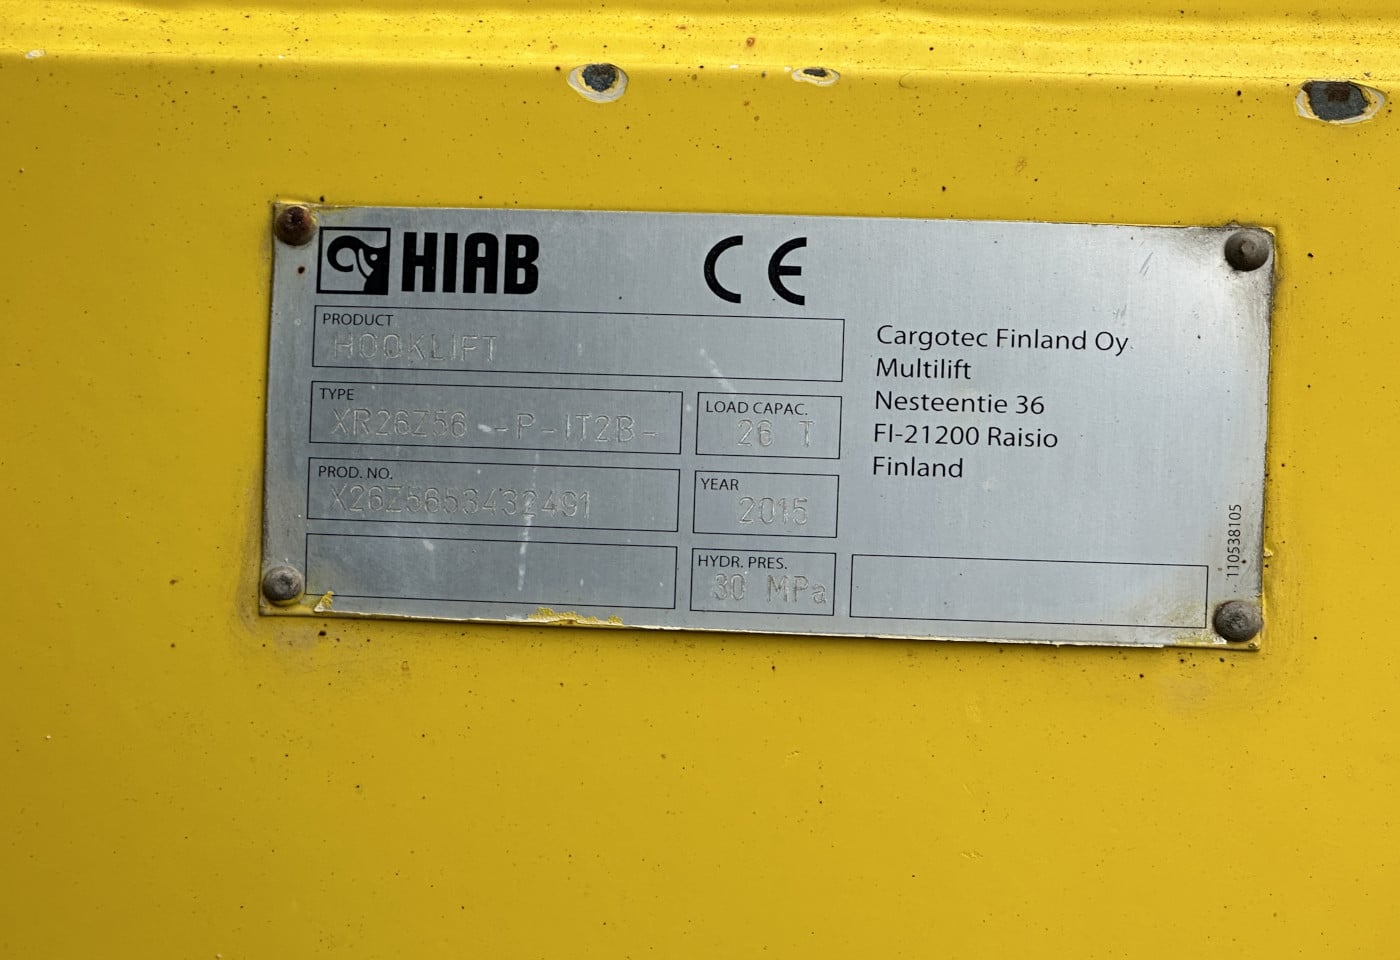 HIAB
CE
PRODUCT
HOOKLIFT
TYPE
XR26Z56 -P-IT2B-
LOAD CAPAC.
26 T
PROD. NO.
X26Z5653432491
YEAR
2015
HYDR. PRES.
30 MPa
Cargotec Finland Oy
Multilift
Nesteentie 36
FI-21200 Raisio
Finland
110538105